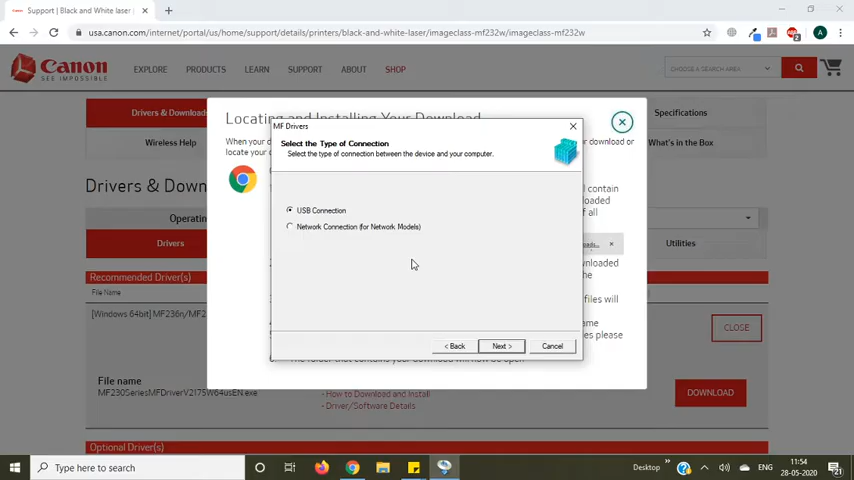 Support | Black and White laser
usa.canon.com/internet/portal/us/home/support/details/printers/black-and-white-laser/imageclass-mf232w/imageclass-mf232w
A
Canon
SEE IMPOSSIBLE
EXPLORE PRODUCTS LEARN SUPPORT ABOUT SHOP
CHOOSE A SEARCH AREA
Drivers & Downloads
Specifications
Wireless Help
What's in the Box
Locating and Installing Your Download
When your d
download or
locate your
MF Drivers
Select the Type of Connection
Select the type of connection between the device and your computer.
USB Connection
Network Connection (for Network Models)
< Back Next > Cancel
contain
of all
the
files will
ame
es please
6. The folder that contains your download will now be open
Drivers & Down
Operatin
Drivers
Utilities
Recommended Driver(s)
File Name
[Windows 64bit] MF236n/MF
CLOSE
File name
MF230SeriesMFDriverV2175W64usEN.exe
- How to Download and Install
- Driver/Software Details
DOWNLOAD
Optional Driver(s)
Type here to search
Desktop
ENG
11:54
28-05-2020
21